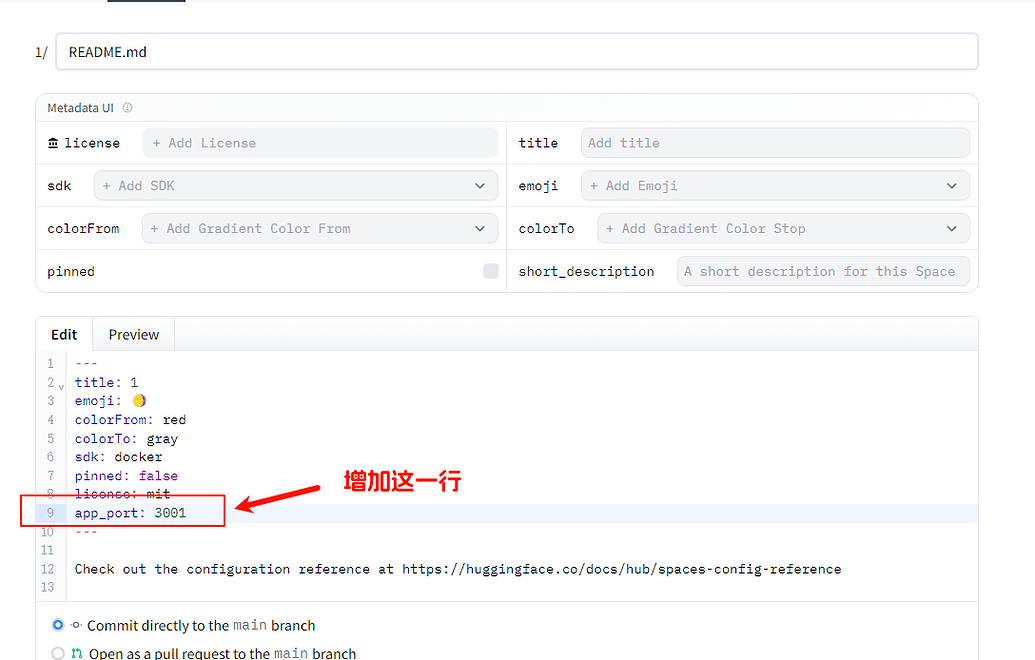 1/ README.md
Metadata UI
license + Add License title Add title
sdk + Add SDK emoji + Add Emoji
colorFrom + Add Gradient Color From colorTo + Add Gradient Color Stop
pinned short_description A short description for this Space
Edit Preview
1 ---
2 title: 1
3 emoji: 🌖
4 colorFrom: red
5 colorTo: gray
6 sdk: docker
7 pinned: false
增加这一行
8 license: mit
9 app_port: 3001
10 ---
11
12 Check out the configuration reference at https://huggingface.co/docs/hub/spaces-config-reference
13
Commit directly to the main branch
Open as a pull request to the main branch